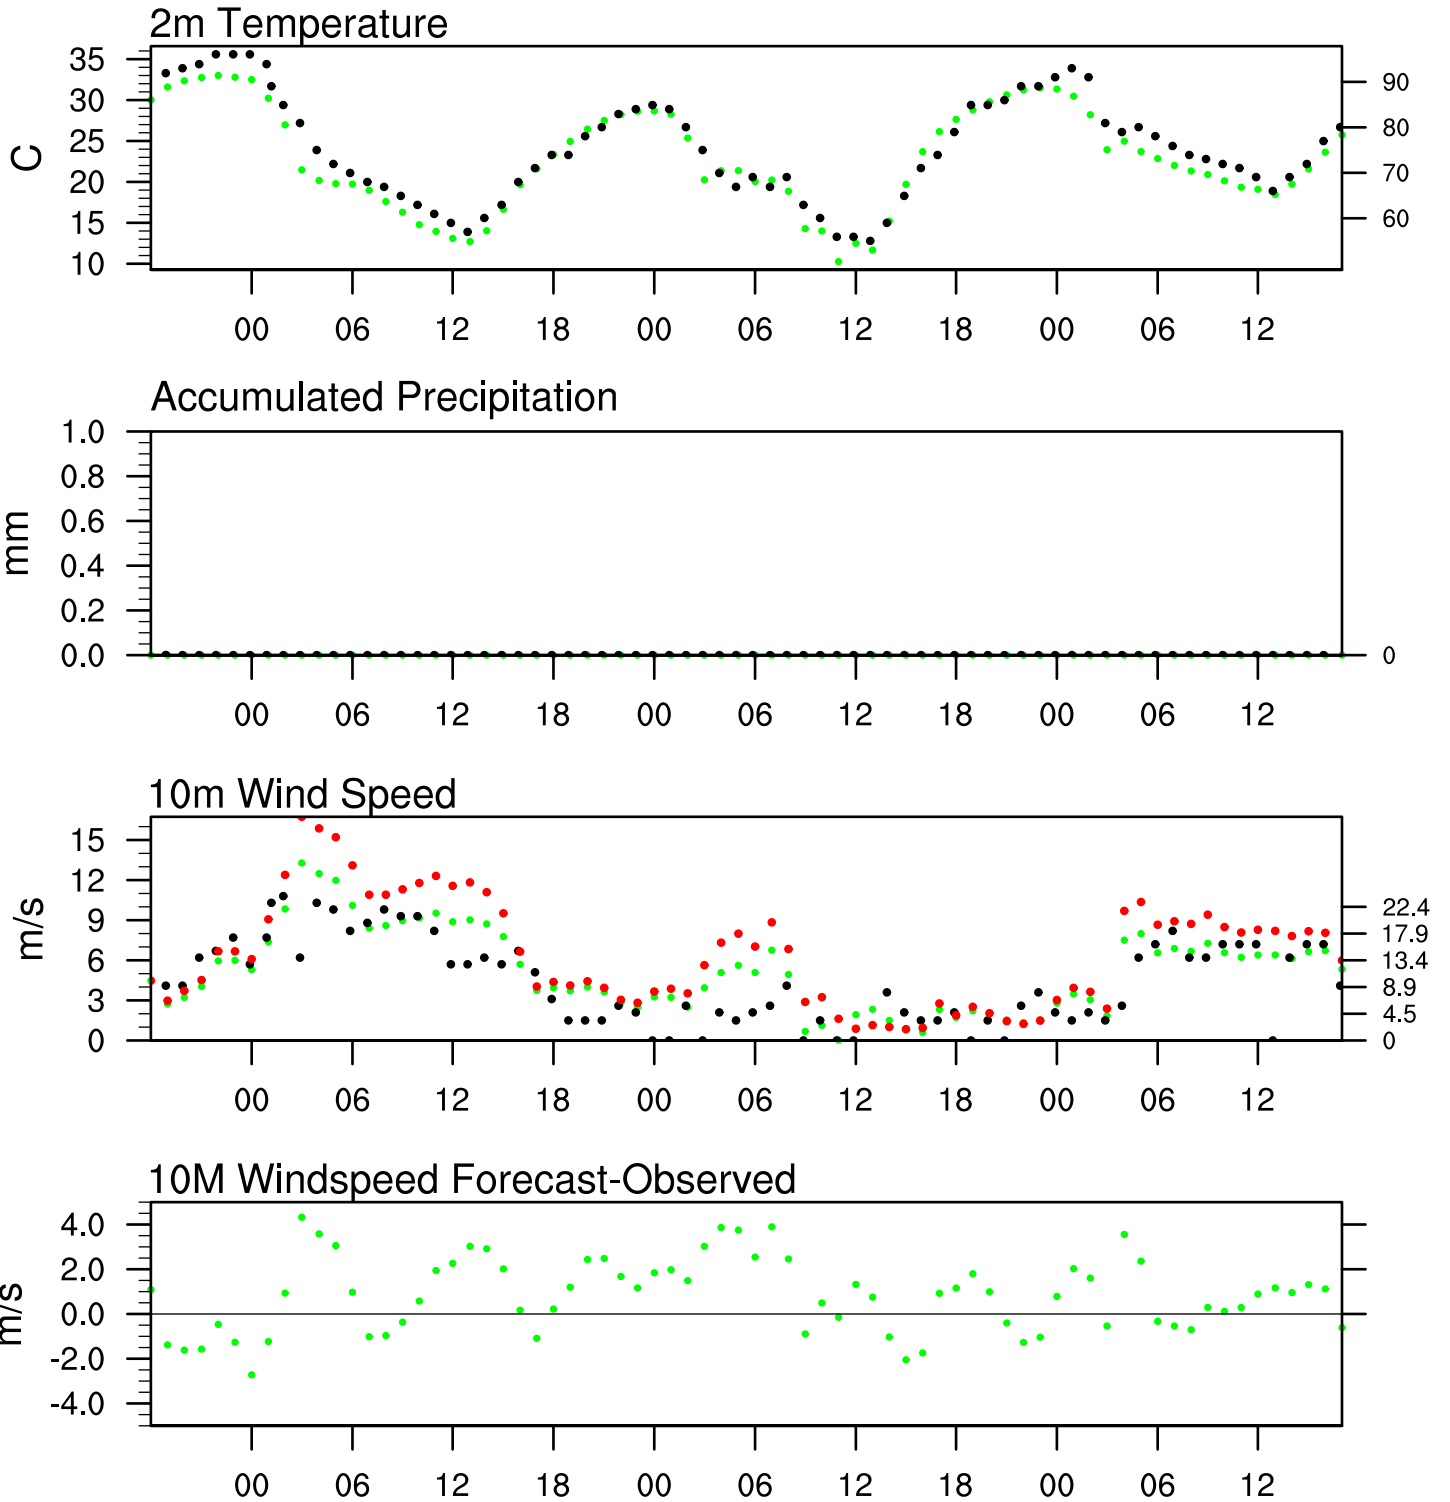 2m Temperature
35
30
25
20
15
10
C
90
80
70
60
00 06 12 18 00 06 12 18 00 06 12
Accumulated Precipitation
1.0
0.8
0.6
0.4
0.2
0.0
mm
0
00 06 12 18 00 06 12 18 00 06 12
10m Wind Speed
15
12
9
6
3
0
m/s
22.4
17.9
13.4
8.9
4.5
0
00 06 12 18 00 06 12 18 00 06 12
10M Windspeed Forecast-Observed
4.0
2.0
0.0
-2.0
-4.0
m/s
00 06 12 18 00 06 12 18 00 06 12